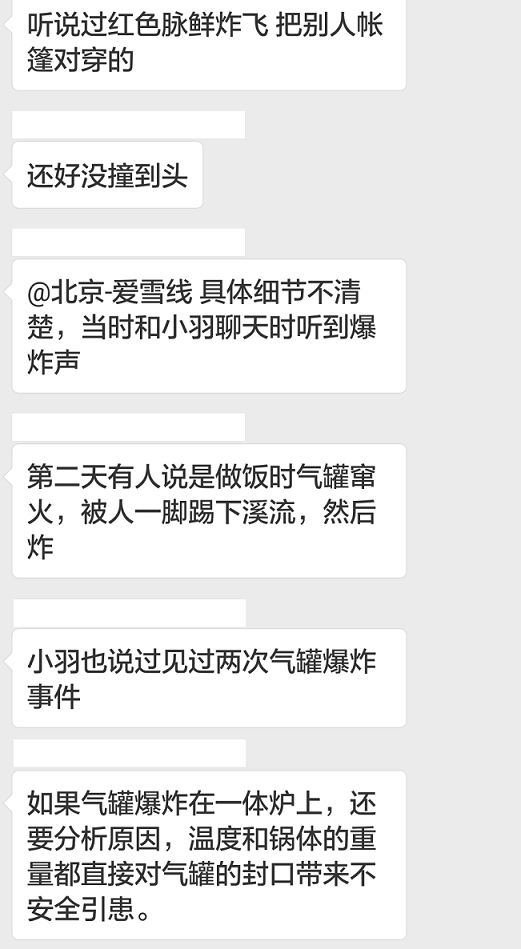 听说过红色脉鲜炸飞 把别人帐
篷对穿的
还好没撞到头
@北京-爱雪线 具体细节不清
楚，当时和小羽聊天时听到爆
炸声
第二天有人说是做饭时气罐窜
火，被人一脚踢下溪流，然后
炸
小羽也说过见过两次气罐爆炸
事件
如果气罐爆炸在一体炉上，还
要分析原因，温度和锅体的重
量都直接对气罐的封口带来不
安全引患。